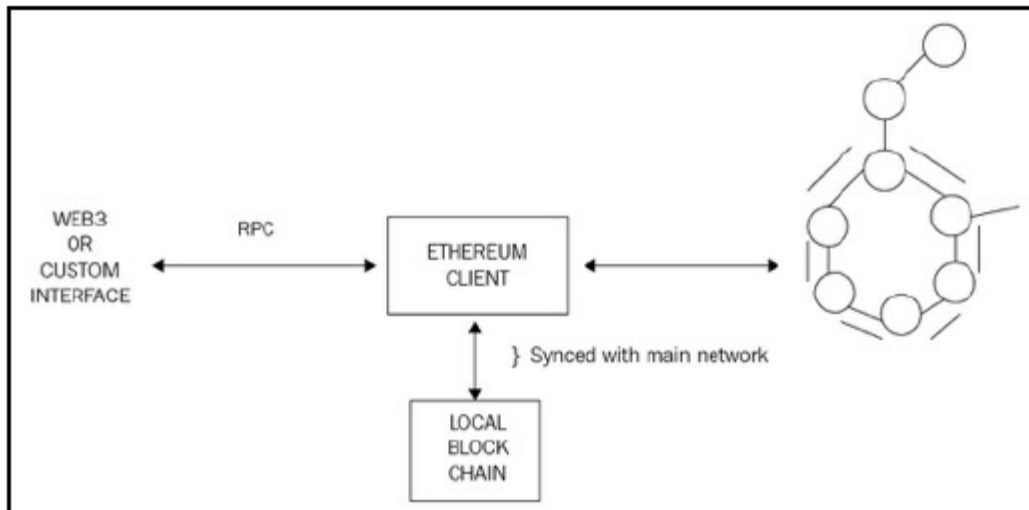 WEB3
OR
CUSTOM
INTERFACE
RPC
ETHEREUM
CLIENT
} Synced with main network
LOCAL
BLOCK
CHAIN